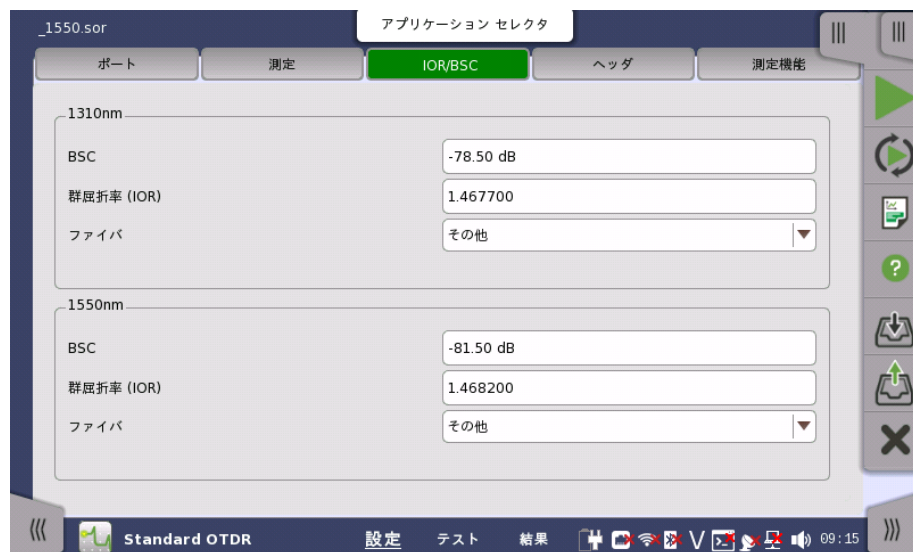 _1550.sor
アプリケーション セレクタ
ポート
測定
IOR/BSC
ヘッダ
測定機能
1310nm
BSC
-78.50 dB
群屈折率 (IOR)
1.467700
ファイバ
その他
1550nm
BSC
-81.50 dB
群屈折率 (IOR)
1.468200
ファイバ
その他
Standard OTDR
設定
テスト
結果
09:15